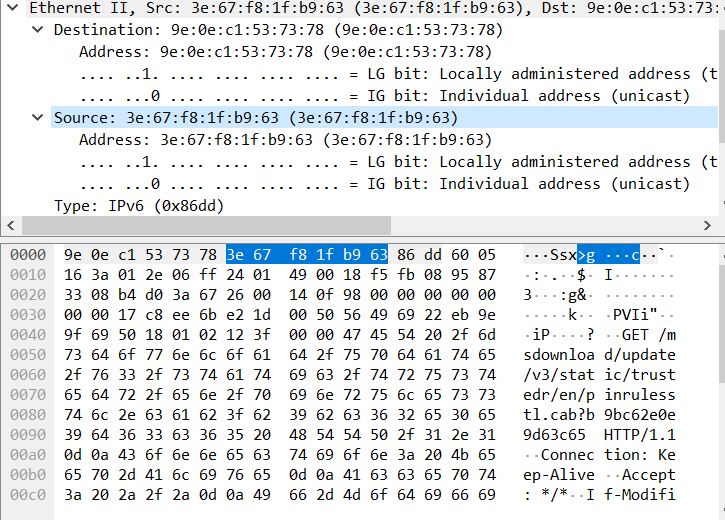 Ethernet II, Src: 3e:67:f8:1f:b9:63 (3e:67:f8:1f:b9:63), Dst: 9e:0e:c1:53:73:
Destination: 9e:0e:c1:53:73:78 (9e:0e:c1:53:73:78)
Address: 9e:0e:c1:53:73:78 (9e:0e:c1:53:73:78)
.... ..1. .... .... .... .... = LG bit: Locally administered address (t
.... ...0 .... .... .... .... = IG bit: Individual address (unicast)
Source: 3e:67:f8:1f:b9:63 (3e:67:f8:1f:b9:63)
Address: 3e:67:f8:1f:b9:63 (3e:67:f8:1f:b9:63)
.... ..1. .... .... .... .... = LG bit: Locally administered address (t
.... ...0 .... .... .... .... = IG bit: Individual address (unicast)
Type: IPv6 (0x86dd)
0000 9e 0e c1 53 73 78 3e 67 f8 1f b9 63 86 dd 60 05 ···Ssx>g ···c··`·
0010 16 3a 01 2e 06 ff 24 01 49 00 18 f5 fb 08 95 87 ·:·.··$· I·······
0020 33 08 b4 d0 3a 67 26 00 14 0f 98 00 00 00 00 00 3···:g&· ········
0030 00 00 17 c8 ee 6b e2 1d 00 50 56 49 69 22 eb 9e ·····k·· ·PVIi"··
0040 9f 69 50 18 01 02 12 3f 00 00 47 45 54 20 2f 6d ·iP····? ··GET /m
0050 73 64 6f 77 6e 6c 6f 61 64 2f 75 70 64 61 74 65 sdownloa d/update
0060 2f 76 33 2f 73 74 61 74 69 63 2f 74 72 75 73 74 /v3/stat ic/trust
0070 65 64 72 2f 65 6e 2f 70 69 6e 72 75 6c 65 73 73 edr/en/p inruless
0080 74 6c 2e 63 61 62 3f 62 39 62 63 36 32 65 30 65 tl.cab?b 9bc62e0e
0090 39 64 36 33 63 36 35 20 48 54 54 50 2f 31 2e 31 9d63c65 HTTP/1.1
00a0 0d 0a 43 6f 6e 6e 65 63 74 69 6f 6e 3a 20 4b 65 ··Connec tion: Ke
00b0 65 70 2d 41 6c 69 76 65 0d 0a 41 63 63 65 70 74 ep-Alive ··Accept
00c0 3a 20 2a 2f 2a 0d 0a 49 66 2d 4d 6f 64 69 66 69 : */*··I f-Modifi